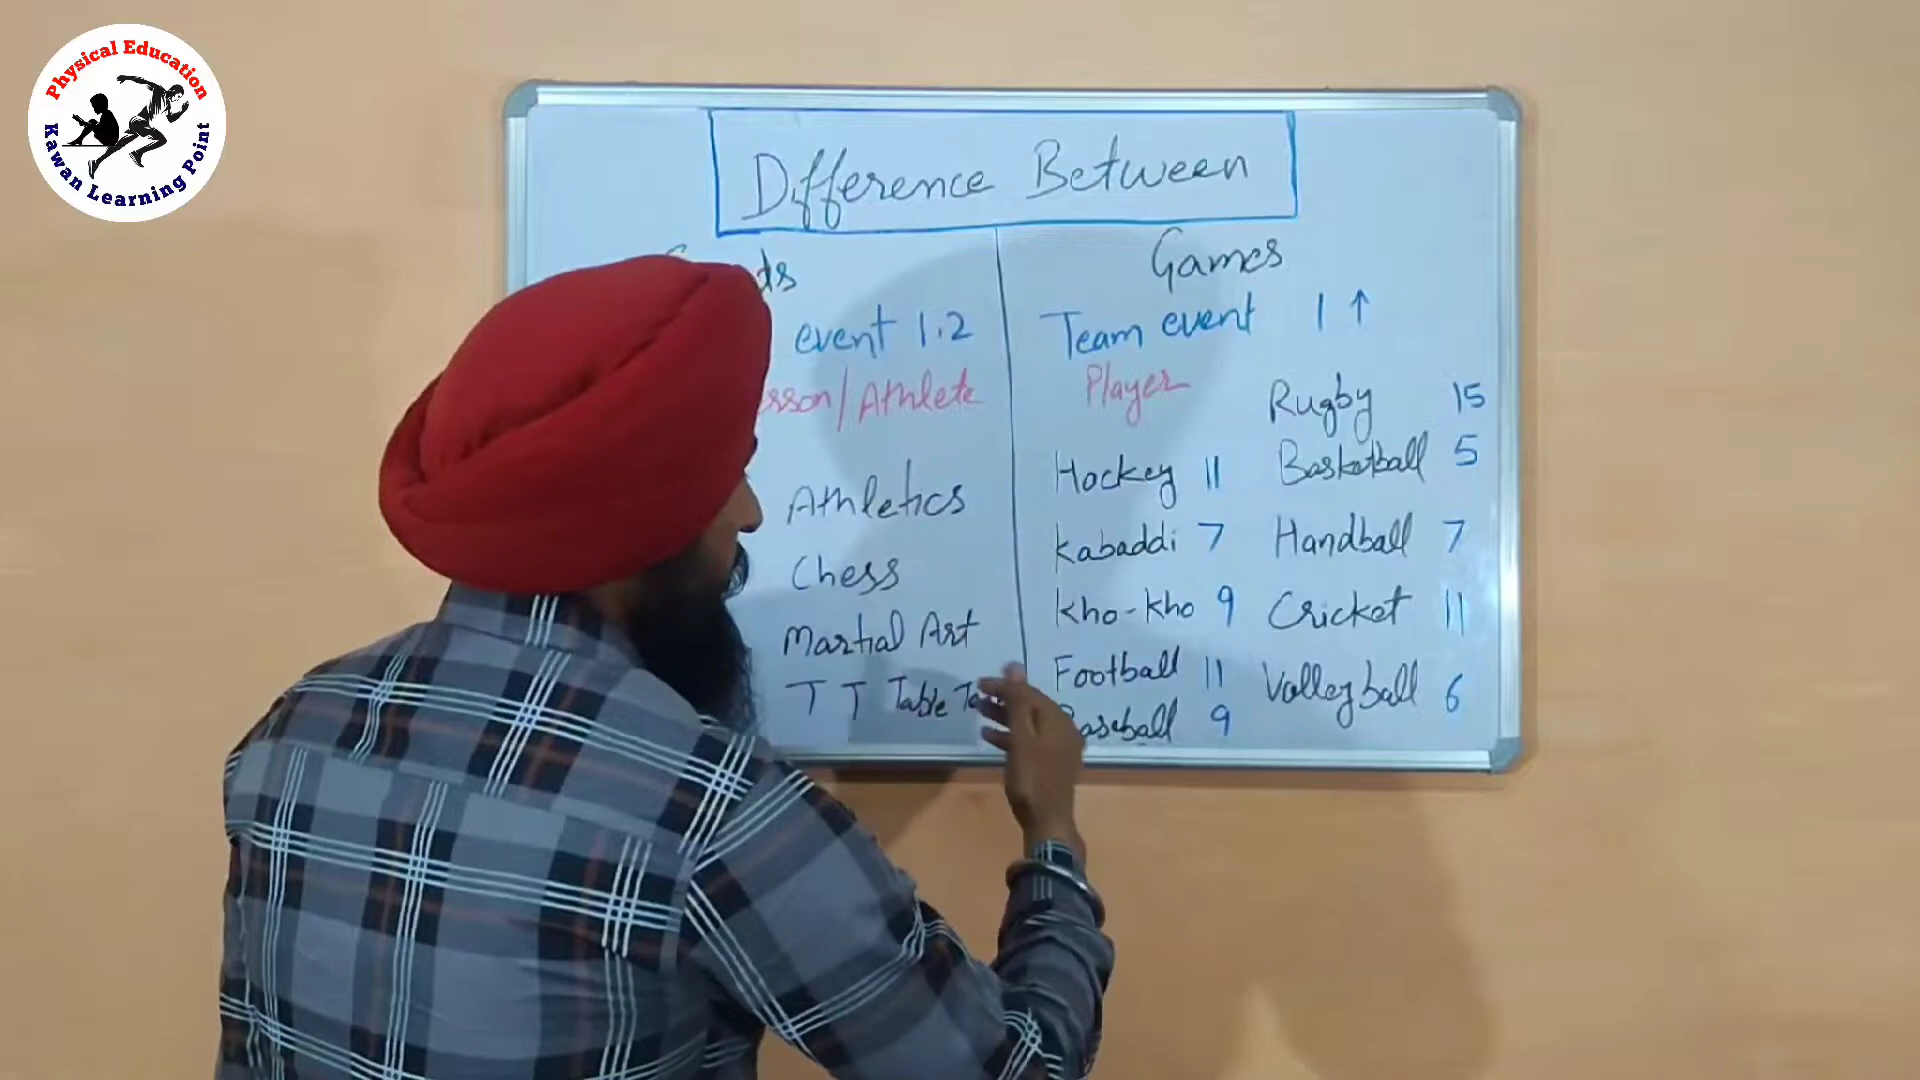 Physical Education
Kawan Learning Point
Difference Between
Games
event 1.2
Team event 1 ↑
Athlete
Player
Rugby 15
Hockey 11
Basketball 5
Athletics
Kabaddi 7
Handball 7
Chess
Kho-Kho 9
Cricket 11
Martial Art
Football 11
Volleyball 6
T T Table
9